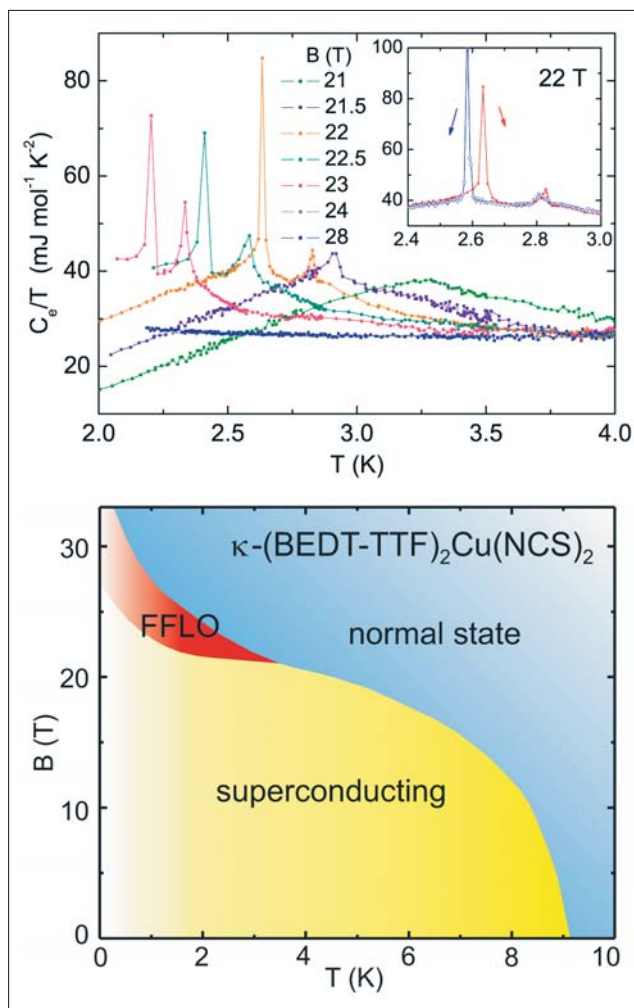 80
60
40
20
C_e/T (mJ mol⁻¹ K⁻²)
B (T)
21
21.5
22
22.5
23
24
28
100
80
60
40
22 T
2.4 2.6 2.8 3.0
2.0 2.5 3.0 3.5 4.0
T (K)
30
20
10
0
B (T)
κ-(BEDT-TTF)₂Cu(NCS)₂
FFLO
normal state
superconducting
0 2 4 6 8 10
T (K)